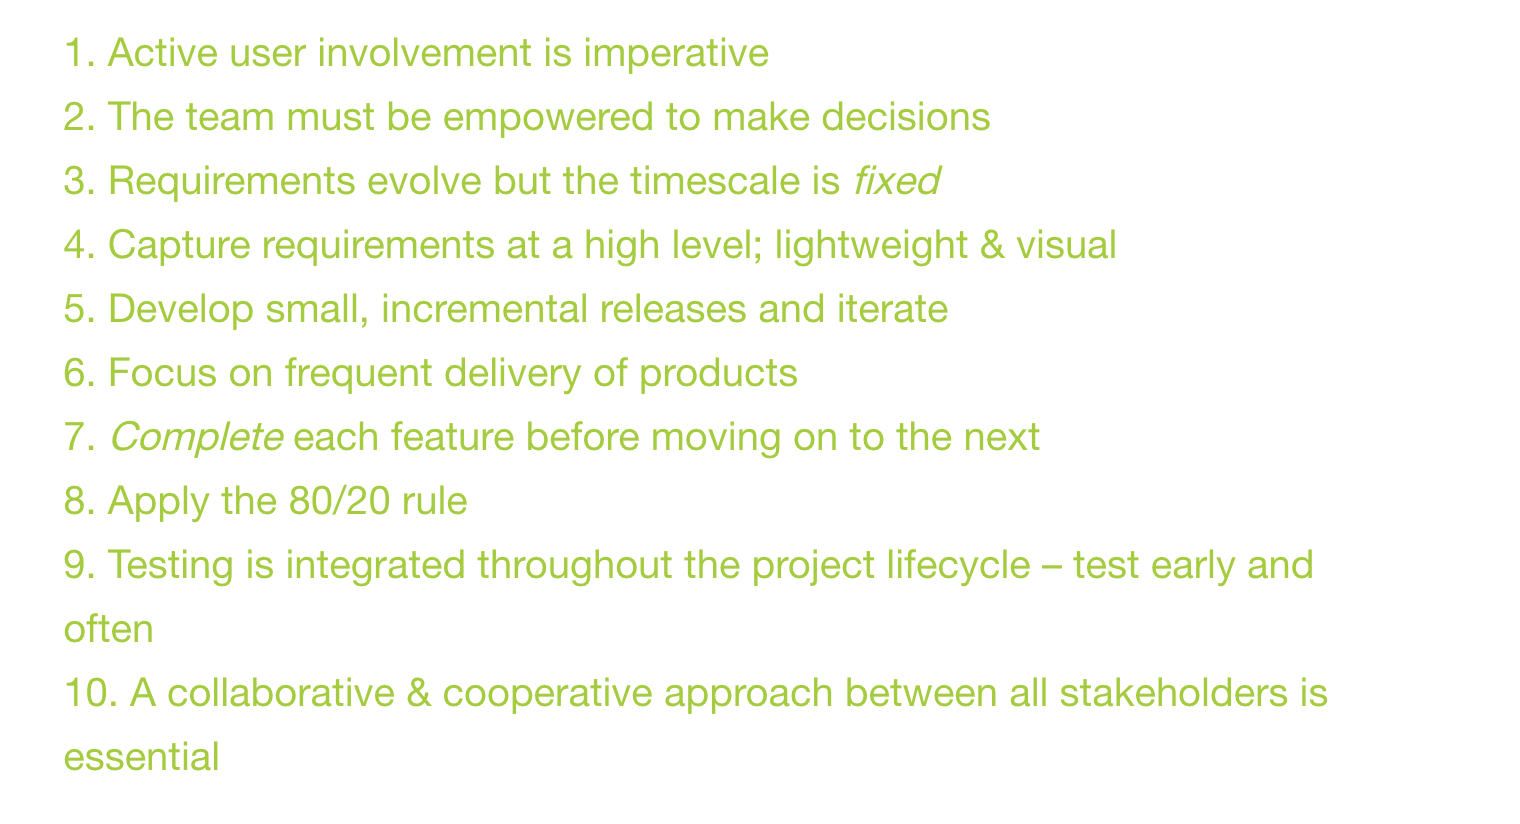 1. Active user involvement is imperative
2. The team must be empowered to make decisions
3. Requirements evolve but the timescale is fixed
4. Capture requirements at a high level; lightweight & visual
5. Develop small, incremental releases and iterate
6. Focus on frequent delivery of products
7. Complete each feature before moving on to the next
8. Apply the 80/20 rule
9. Testing is integrated throughout the project lifecycle – test early and
often
10. A collaborative & cooperative approach between all stakeholders is
essential